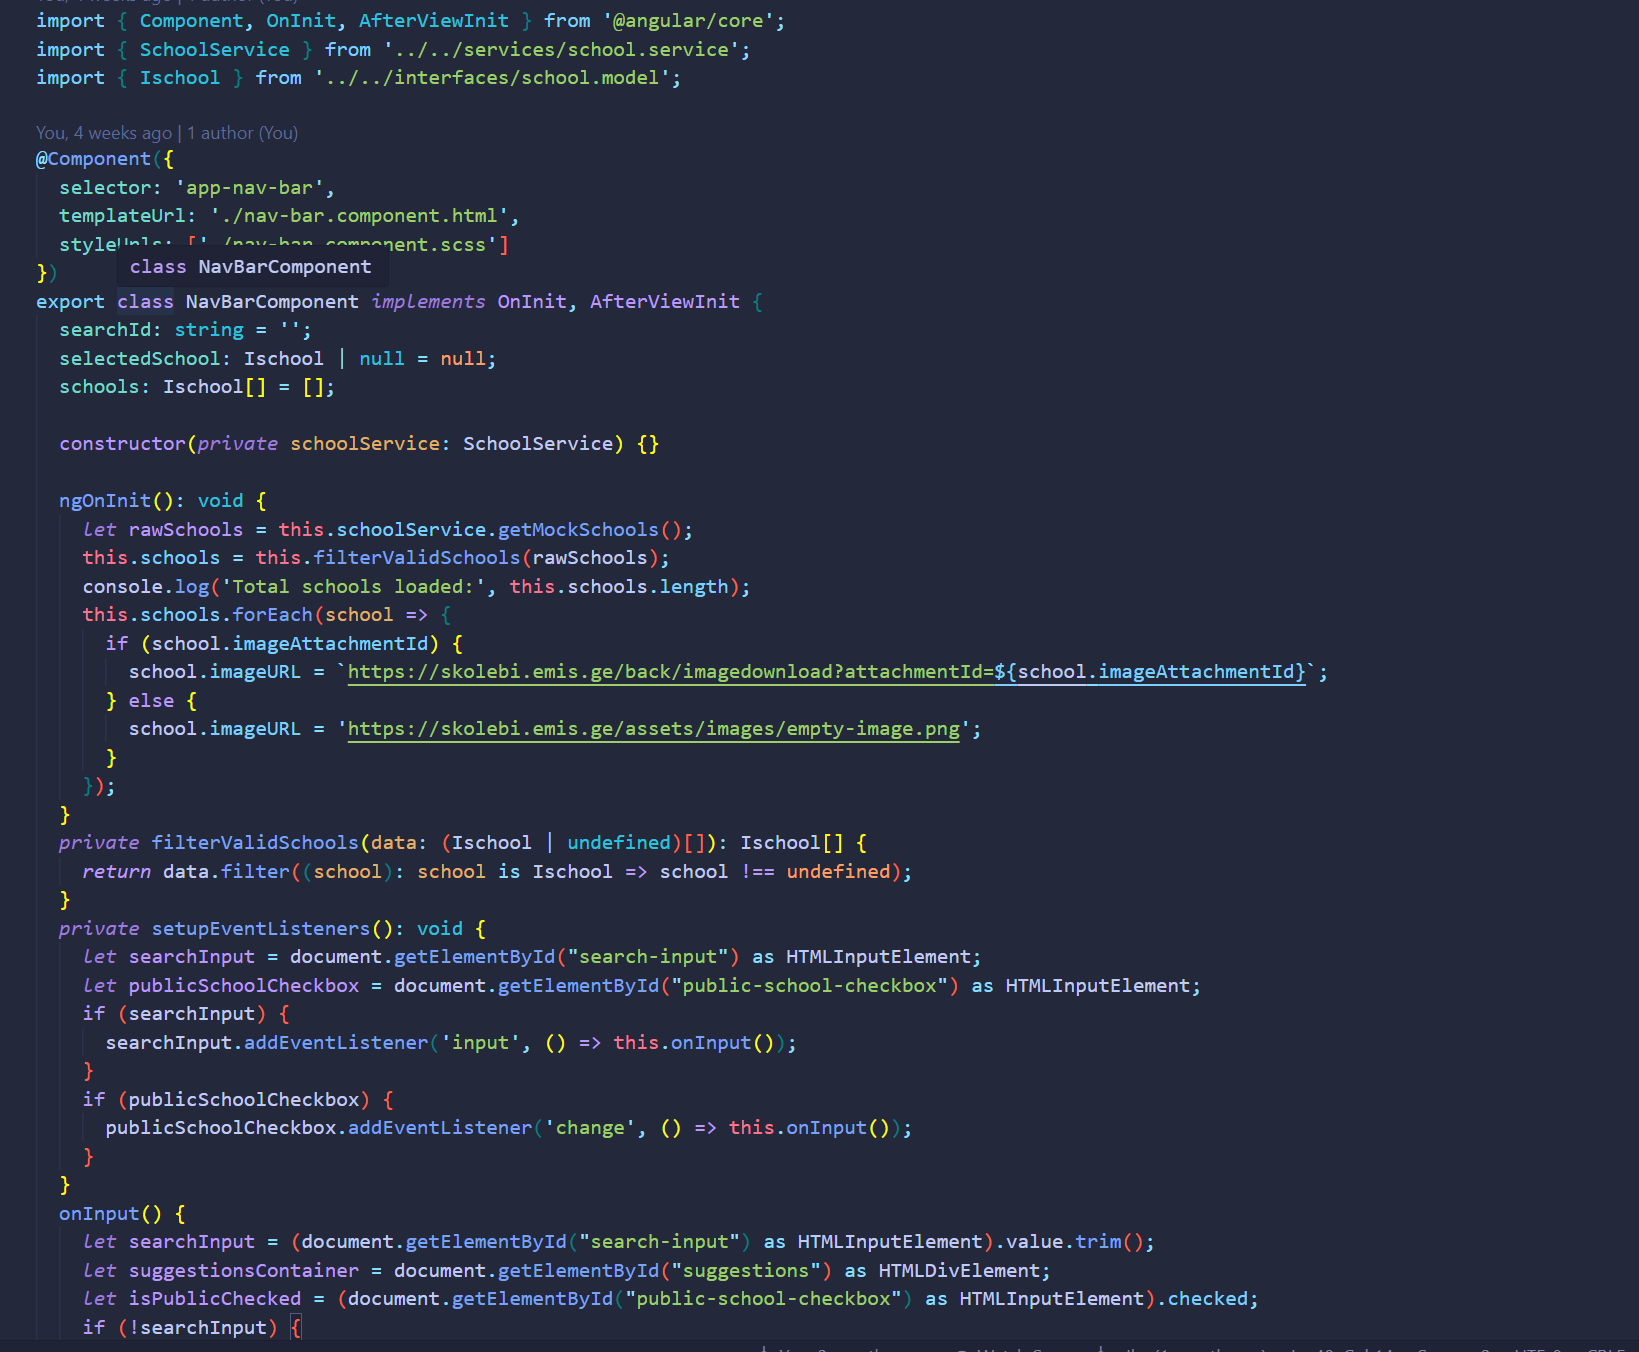 import { Component, OnInit, AfterViewInit } from '@angular/core';
import { SchoolService } from '../../services/school.service';
import { Ischool } from '../../interfaces/school.model';
You, 4 weeks ago | 1 author (You)
@Component({
selector: 'app-nav-bar',
templateUrl: './nav-bar.component.html',
styleUrls: ['./nav-bar.component.scss']
class NavBarComponent
})
export class NavBarComponent implements OnInit, AfterViewInit {
searchId: string = '';
selectedSchool: Ischool | null = null;
schools: Ischool[] = [];
constructor(private schoolService: SchoolService) {}
ngOnInit(): void {
let rawSchools = this.schoolService.getMockSchools();
this.schools = this.filterValidSchools(rawSchools);
console.log('Total schools loaded:', this.schools.length);
this.schools.forEach(school => {
if (school.imageAttachmentId) {
school.imageURL = `https://skolebi.emis.ge/back/imagedownload?attachmentId=${school.imageAttachmentId}`;
} else {
school.imageURL = 'https://skolebi.emis.ge/assets/images/empty-image.png';
}
});
}
private filterValidSchools(data: (Ischool | undefined)[]): Ischool[] {
return data.filter((school): school is Ischool => school !== undefined);
}
private setupEventListeners(): void {
let searchInput = document.getElementById("search-input") as HTMLInputElement;
let publicSchoolCheckbox = document.getElementById("public-school-checkbox") as HTMLInputElement;
if (searchInput) {
searchInput.addEventListener('input', () => this.onInput());
}
if (publicSchoolCheckbox) {
publicSchoolCheckbox.addEventListener('change', () => this.onInput());
}
}
onInput() {
let searchInput = (document.getElementById("search-input") as HTMLInputElement).value.trim();
let suggestionsContainer = document.getElementById("suggestions") as HTMLDivElement;
let isPublicChecked = (document.getElementById("public-school-checkbox") as HTMLInputElement).checked;
if (!searchInput) {